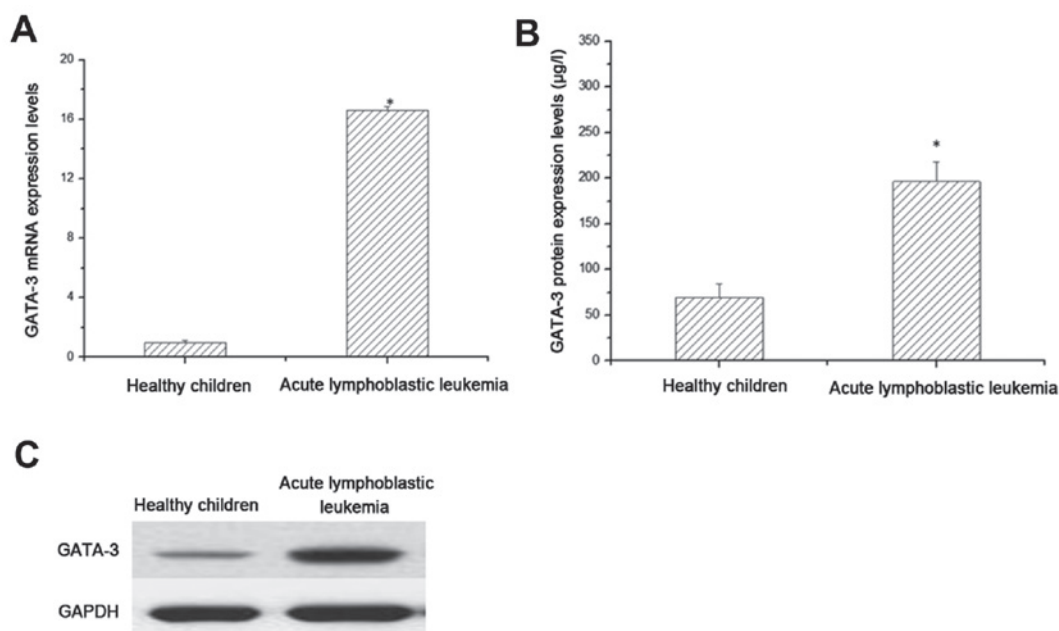 A
GATA-3 mRNA expression levels
20
16
12
8
4
0
*
Healthy children
Acute lymphoblastic leukemia
B
GATA-3 protein expression levels (µg/l)
350
300
250
200
150
100
50
0
*
Healthy children
Acute lymphoblastic leukemia
C
Healthy children
Acute lymphoblastic
leukemia
GATA-3
GAPDH